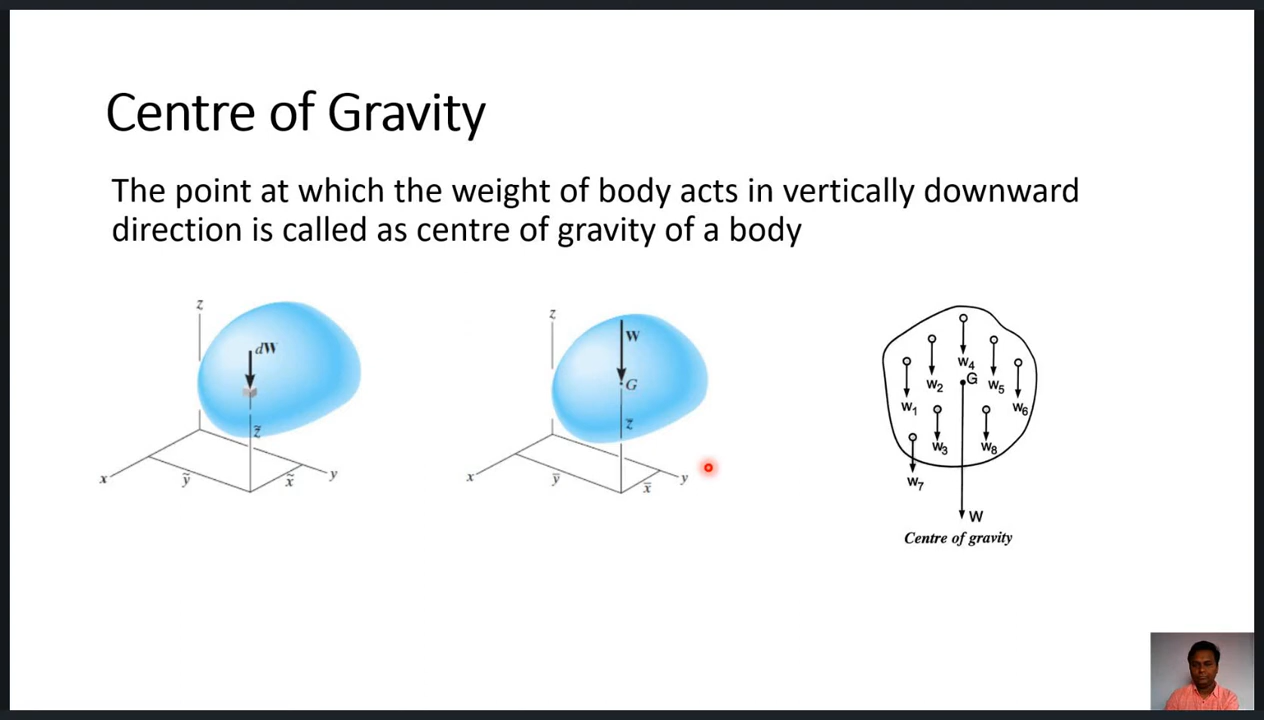 Centre of Gravity
The point at which the weight of body acts in vertically downward
direction is called as centre of gravity of a body
z
dW
z̃
x
ỹ
x̃
y
z
W
G
z̄
x
ȳ
x̄
y
W₄
G
W₂
W₅
W₁
W₆
W₃
W₈
W₇
W
Centre of gravity